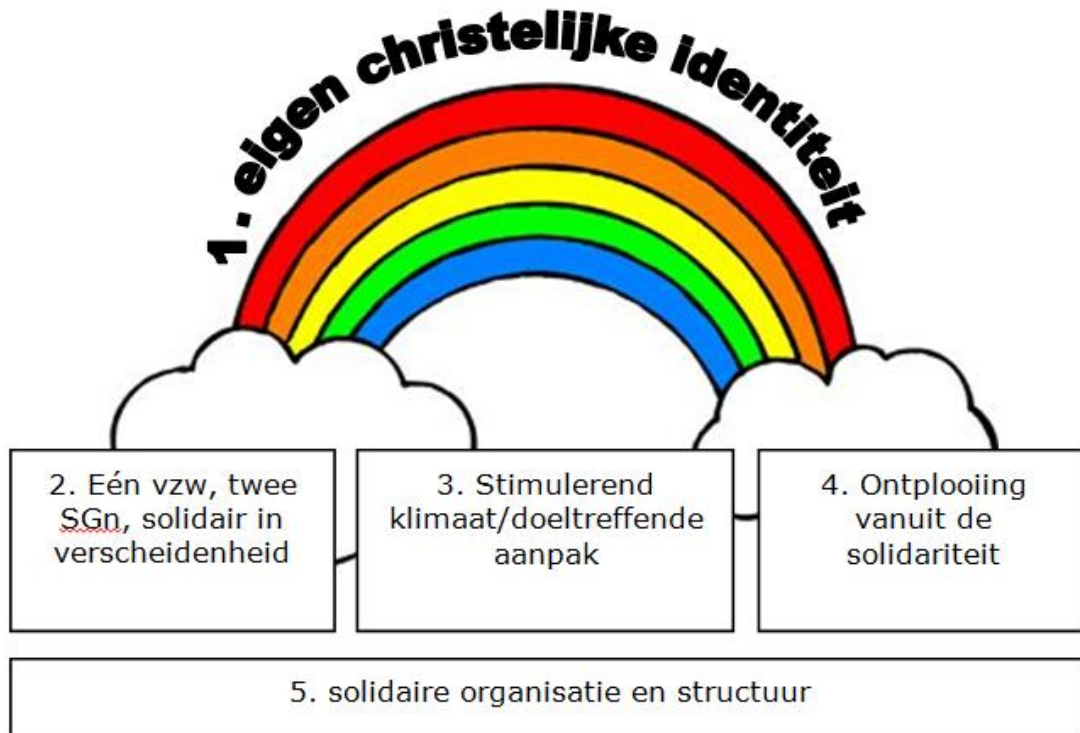 1. eigen christelijke identiteit
2. Eén vzw, twee
SGn, solidair in
verscheidenheid
3. Stimulerend
klimaat/doeltreffende
aanpak
4. Ontplooiing
vanuit de
solidariteit
5. solidaire organisatie en structuur